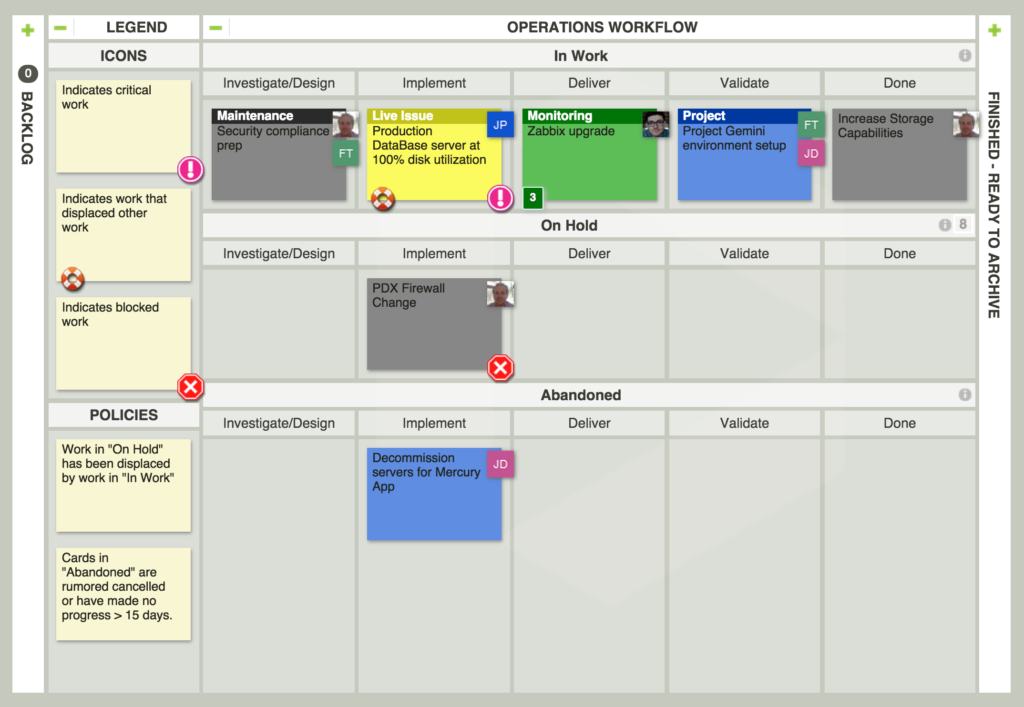 0
BACKLOG
LEGEND
ICONS
Indicates critical
work
Indicates work that
displaced other
work
Indicates blocked
work
POLICIES
Work in "On Hold"
has been displaced
by work in "In Work"
Cards in
"Abandoned" are
rumored cancelled
or have made no
progress > 15 days.
OPERATIONS WORKFLOW
In Work
Investigate/Design Implement Deliver Validate Done
Maintenance
Security compliance
prep
FT
Live Issue
Production
DataBase server at
100% disk utilization
JP
Monitoring
Zabbix upgrade
3
Project
Project Gemini
environment setup
FT
JD
Increase Storage
Capabilities
On Hold
8
Investigate/Design Implement Deliver Validate Done
PDX Firewall
Change
Abandoned
Investigate/Design Implement Deliver Validate Done
Decommission
servers for Mercury
App
JD
FINISHED - READY TO ARCHIVE